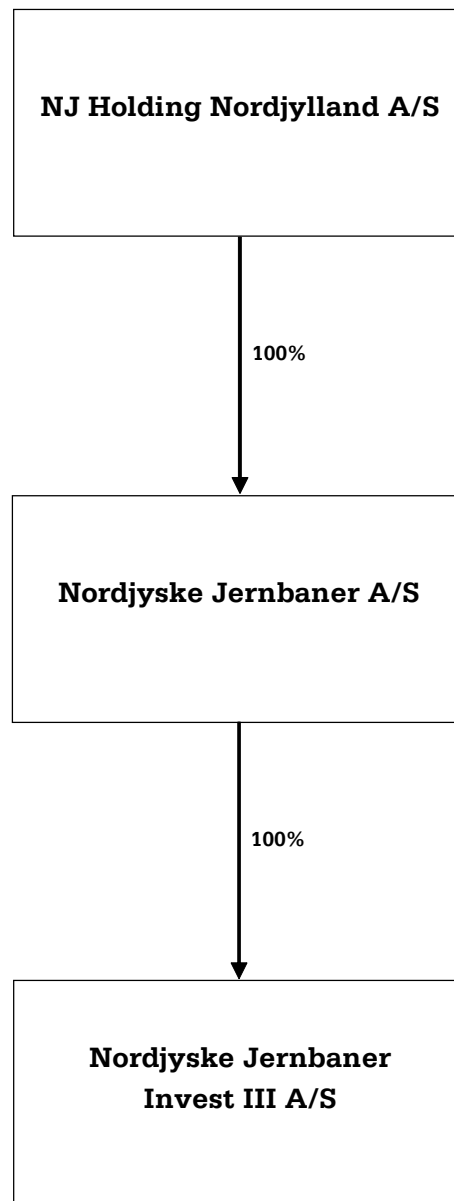 NJ Holding Nordjylland A/S
100%
Nordjyske Jernbaner A/S
100%
Nordjyske Jernbaner
Invest III A/S